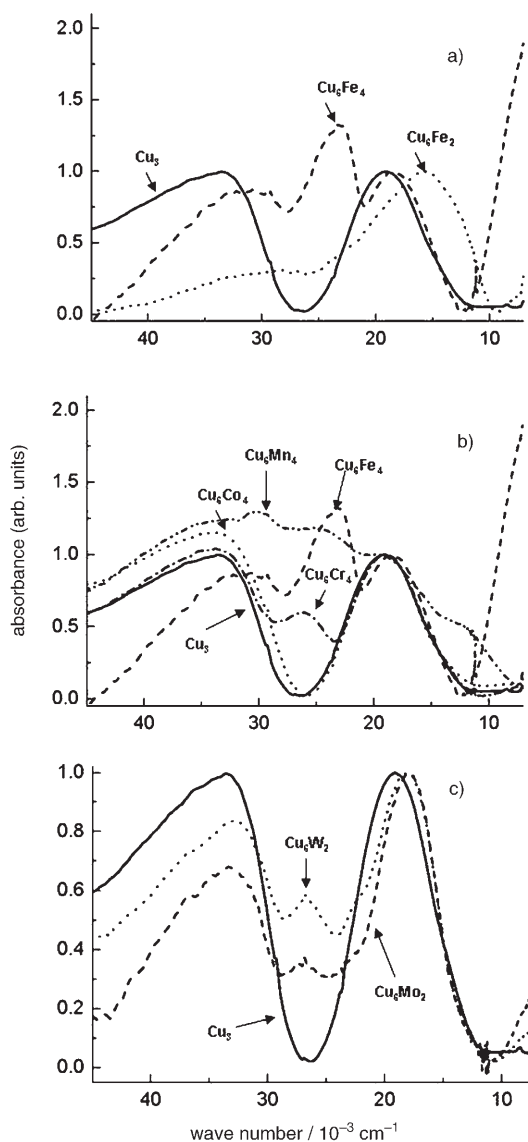 2.0
1.5
1.0
0.5
0.0
a)
Cu₆Fe₄
Cu₆Fe₂
Cu₃
40 30 20 10
2.0
1.5
1.0
0.5
0.0
b)
Cu₆Mn₄
Cu₆Fe₄
Cu₆Co₄
Cu₆Cr₄
Cu₃
40 30 20 10
absorbance (arb. units)
1.0
0.8
0.6
0.4
0.2
0.0
c)
Cu₆W₂
Cu₆Mo₂
Cu₃
40 30 20 10
wave number / 10⁻³ cm⁻¹